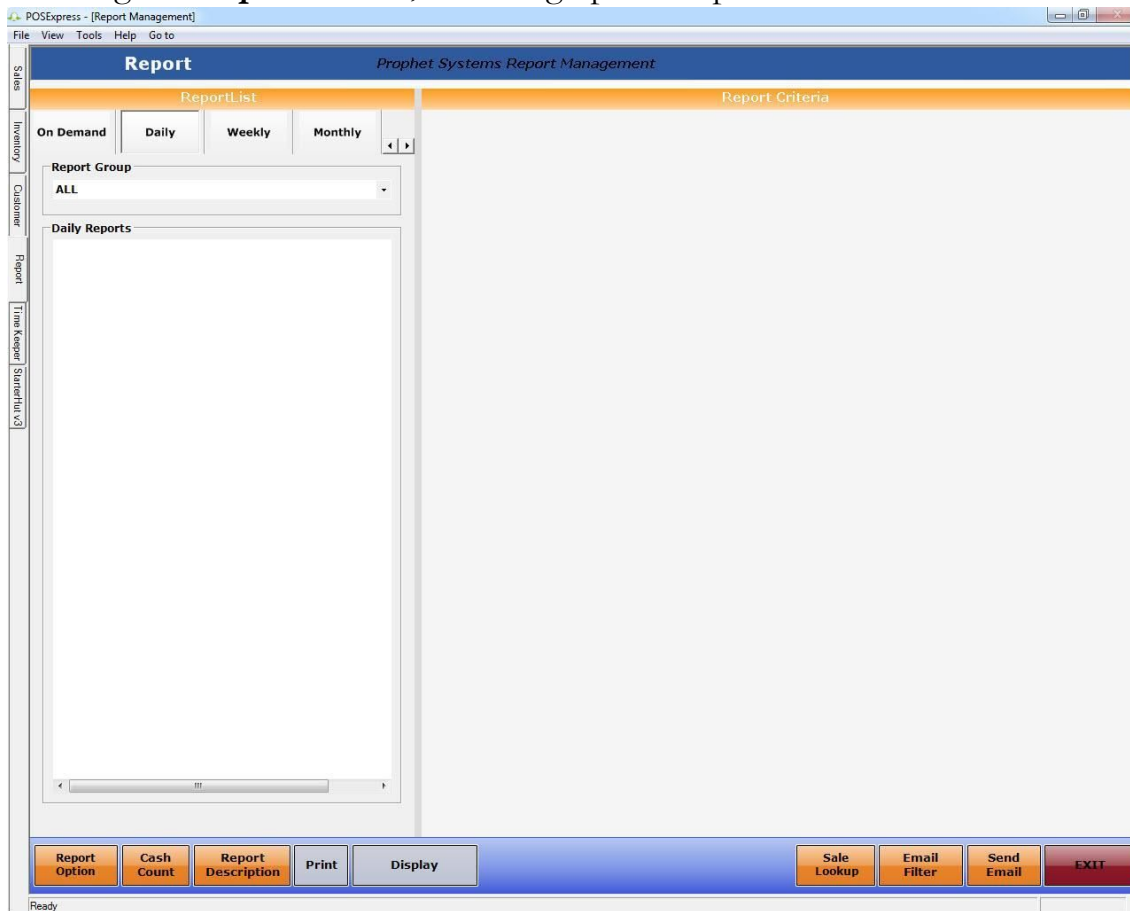 POSExpress - [Report Management]
File View Tools Help Go to
Report Prophet Systems Report Management
ReportList Report Criteria
On Demand Daily Weekly Monthly
Report Group
ALL
Daily Reports
Sales
Inventory
Customer
Report
Time Keeper
StarterHut v3
Report Option
Cash Count
Report Description
Print
Display
Sale Lookup
Email Filter
Send Email
EXIT
Ready